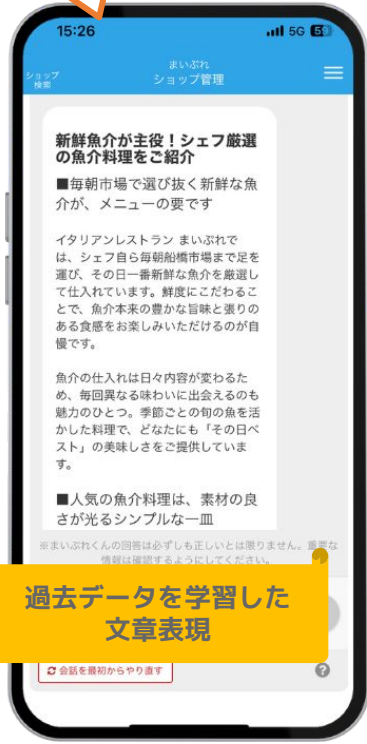 15:26
5G 59
まいぷれ
ショップ管理
ショップ
検索
新鮮魚介が主役！シェフ厳選
の魚介料理をご紹介
■毎朝市場で選び抜く新鮮な魚
介が、メニューの要です
イタリアンレストラン まいぷれで
は、シェフ自ら毎朝船橋市場まで足を
運び、その日一番新鮮な魚介を厳選し
て仕入れています。鮮度にこだわるこ
とで、魚介本来の豊かな旨味と張りの
ある食感をお楽しみいただけるのが自
慢です。
魚介の仕入れは日々内容が変わるた
め、毎回異なる味わいに出会えるのも
魅力のひとつ。季節ごとの旬の魚を活
かした料理で、どなたにも「その日ベ
スト」の美味しさをご提供していま
す。
■人気の魚介料理は、素材の良
さが光るシンプルな一皿
※まいぷれくんの回答は必ずしも正しいとは限りません。重要な
情報は確認するようにしてください。
過去データを学習した
文章表現
会話を最初からやり直す
?